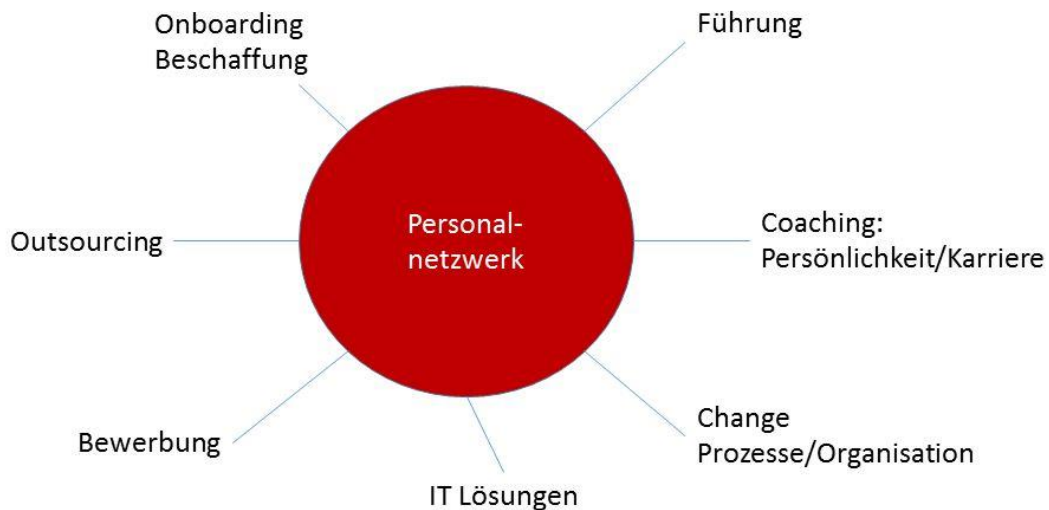 Onboarding
Beschaffung
Führung
Personal-
netzwerk
Outsourcing
Coaching:
Persönlichkeit/Karriere
Bewerbung
Change
Prozesse/Organisation
IT Lösungen